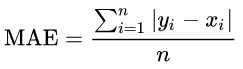 MAE = \frac{\sum_{i=1}^{n} |y_i - x_i|}{n}